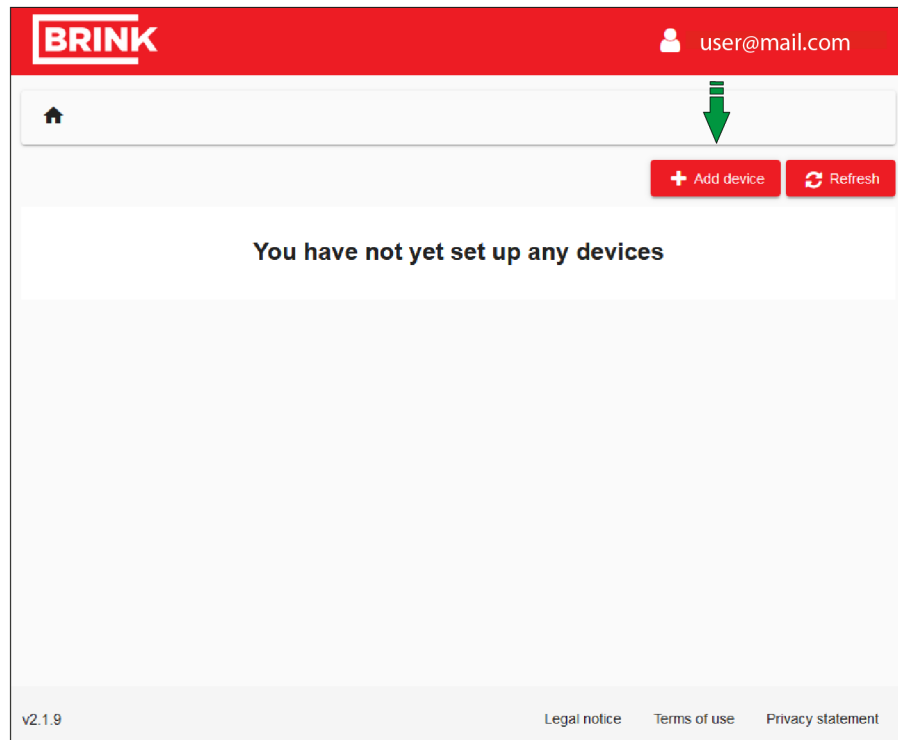 BRINK
user@mail.com
Add device
Refresh
You have not yet set up any devices
v2.1.9
Legal notice
Terms of use
Privacy statement